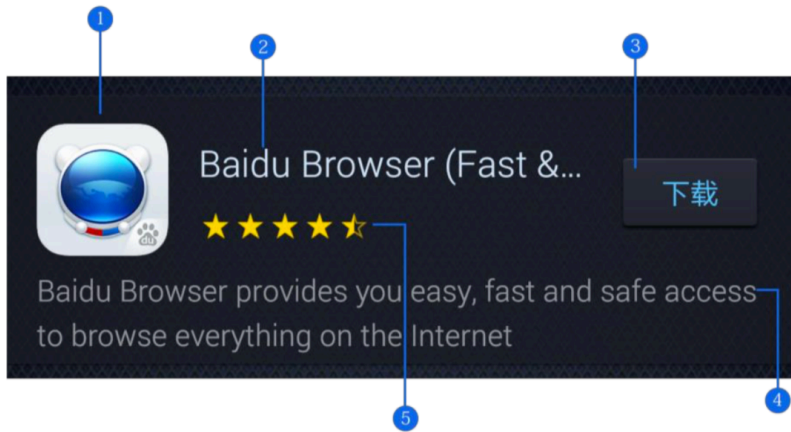 1
2
3
Baidu Browser (Fast &...
下载
du
Baidu Browser provides you easy, fast and safe access
to browse everything on the Internet
4
5